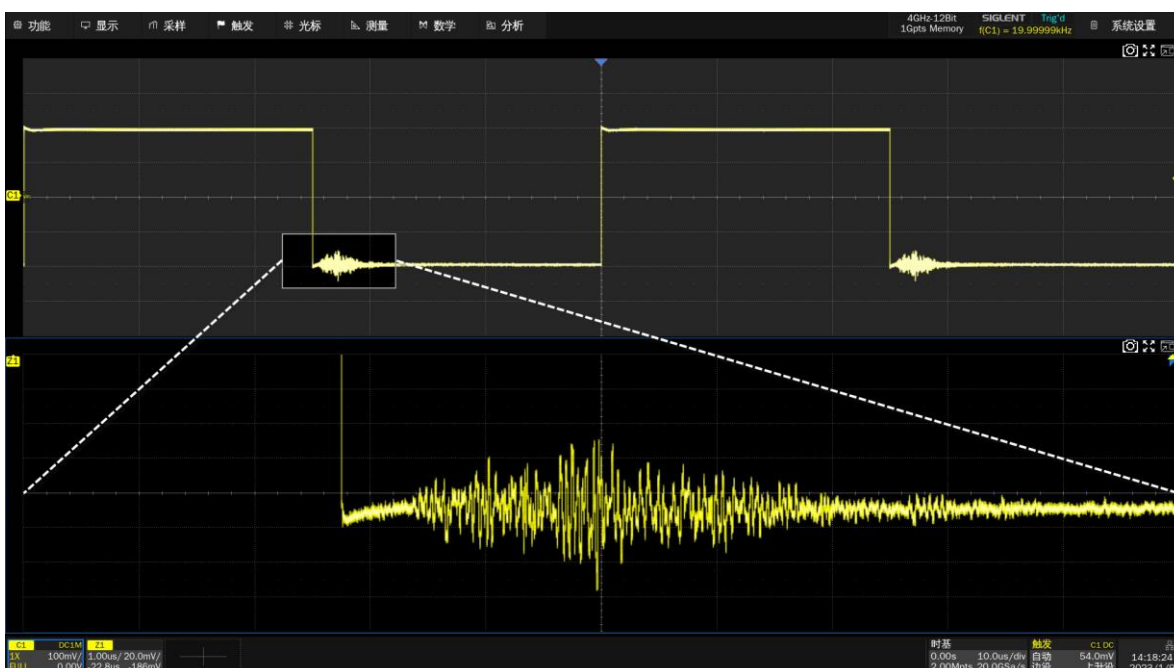 功能 显示 采样 触发 光标 测量 数学 分析 4GHz-12Bit SIGLENT Trig'd 系统设置
1Gpts Memory f(C1) = 19.99999kHz
C1
Z1
C1 DC1M Z1 时基 触发 C1 DC
1X 100mV/ 1.00us/ 20.0mV/ 0.00s 10.0us/div 自动 54.0mV 14:18:24
FULL 0.00V -22.8us -186mV 2.00Mpts 20.0GSa/s 边沿 上升沿